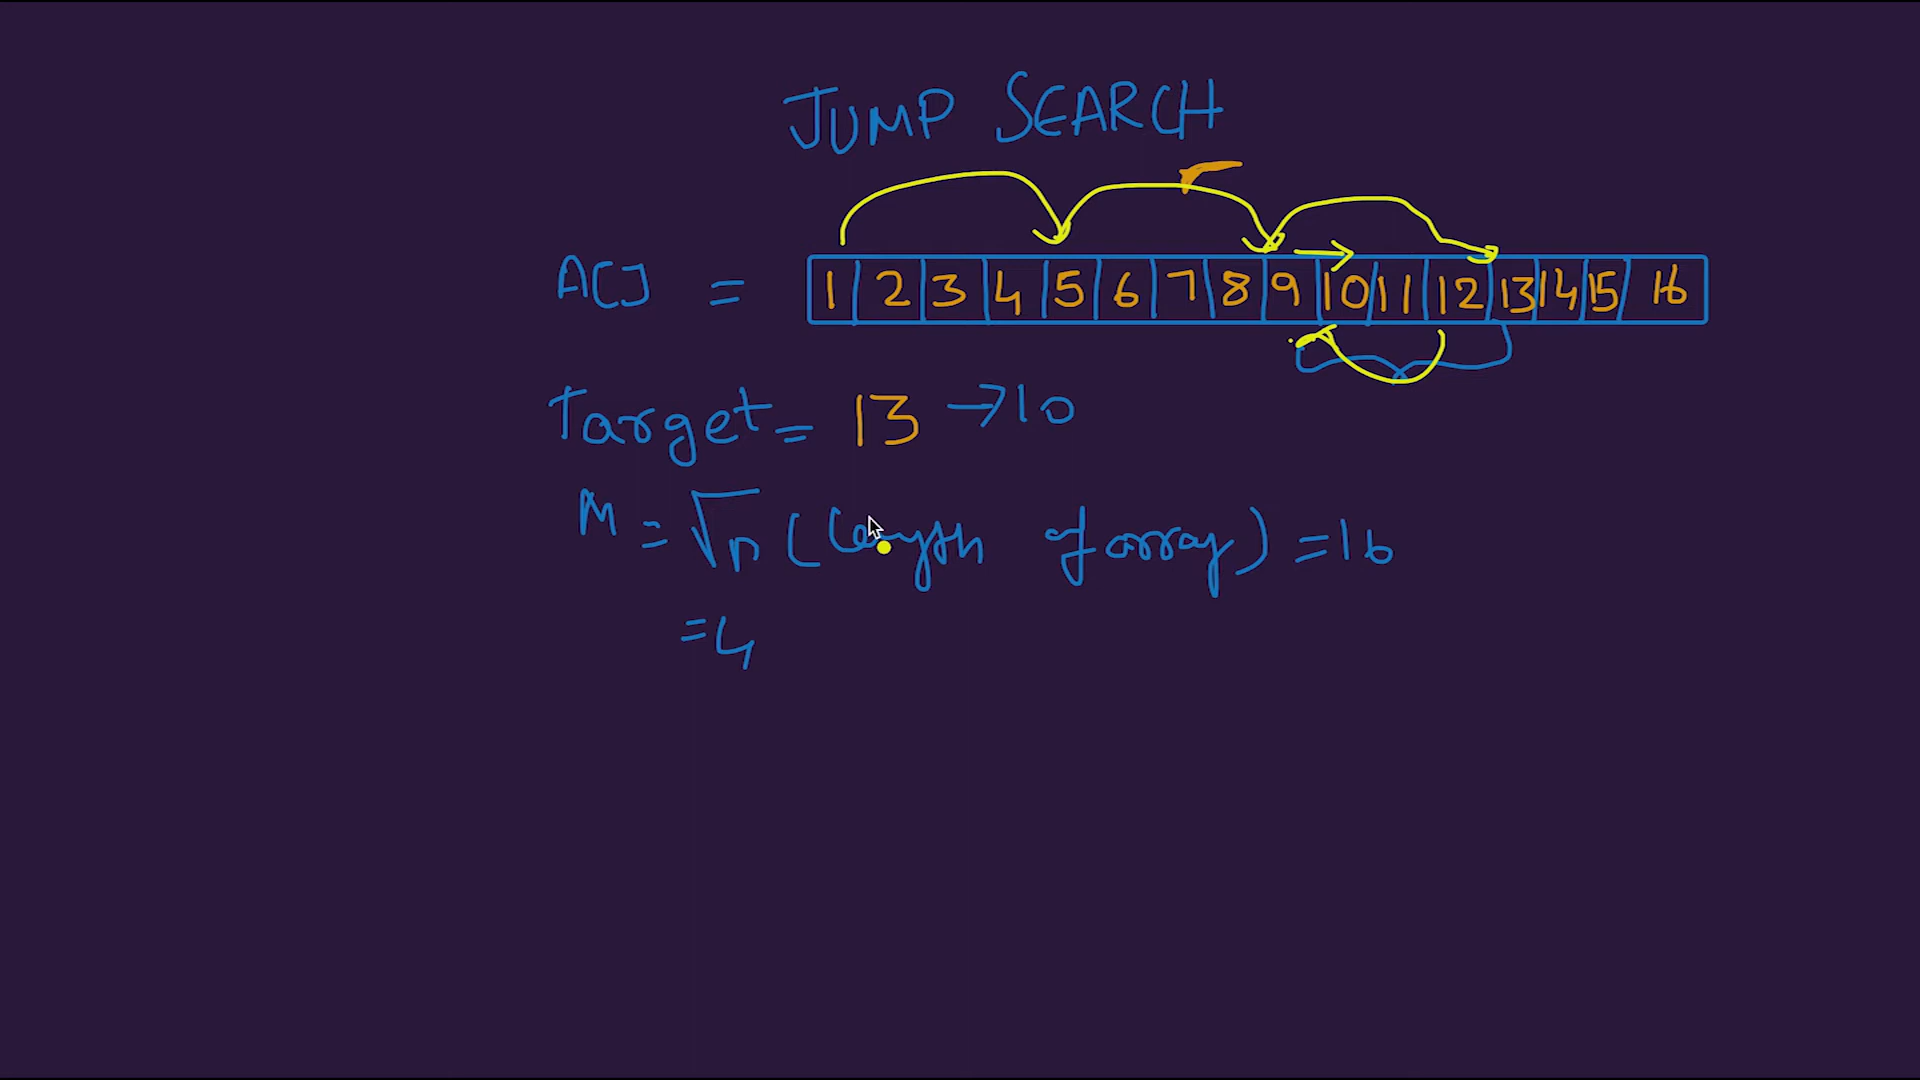 JUMP SEARCH
A[] = 1 2 3 4 5 6 7 8 9 10 11 12 13 14 15 16
Target = 13 → 10
M = √n (length of array) = 16
= 4